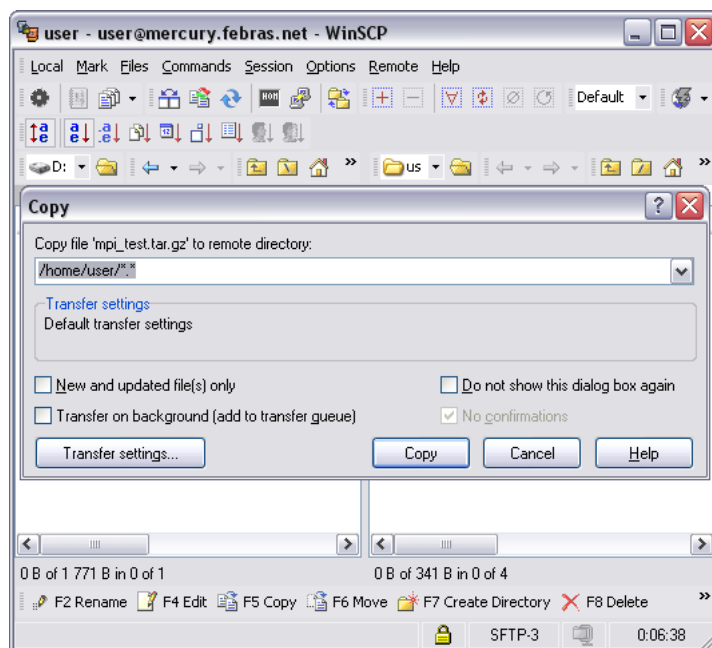 user - user@mercury.febras.net - WinSCP
Local Mark Files Commands Session Options Remote Help
Default
D: us
Copy
Copy file 'mpi_test.tar.gz' to remote directory:
/home/user/*.*
Transfer settings
Default transfer settings
New and updated file(s) only
Do not show this dialog box again
Transfer on background (add to transfer queue)
No confirmations
Transfer settings... Copy Cancel Help
0 B of 1 771 B in 0 of 1
0 B of 341 B in 0 of 4
F2 Rename F4 Edit F5 Copy F6 Move F7 Create Directory F8 Delete
SFTP-3 0:06:38